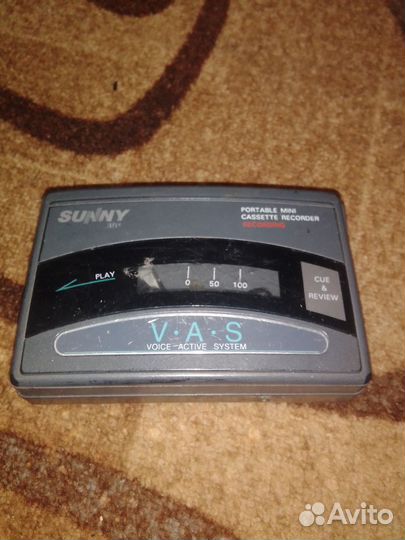 SUNNY
PORTABLE MINI
CASSETTE RECORDER
RECORDING
PLAY
0 50 100
CUE
&
REVIEW
V·A·S
VOICE-ACTIVE SYSTEM
Avito